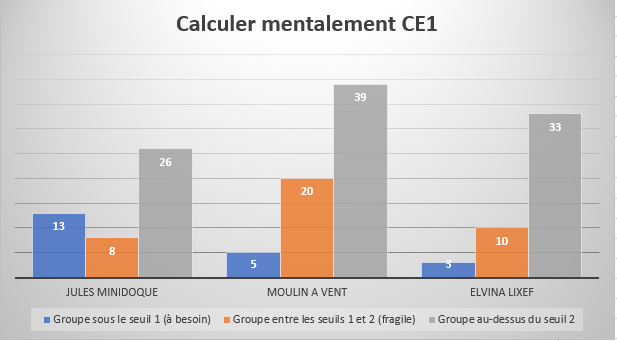 Calculer mentalement CE1
13
8
26
5
20
39
3
10
33
JULES MINIDOQUE
MOULIN A VENT
ELVINA LIXEF
Groupe sous le seuil 1 (à besoin)
Groupe entre les seuils 1 et 2 (fragile)
Groupe au-dessus du seuil 2